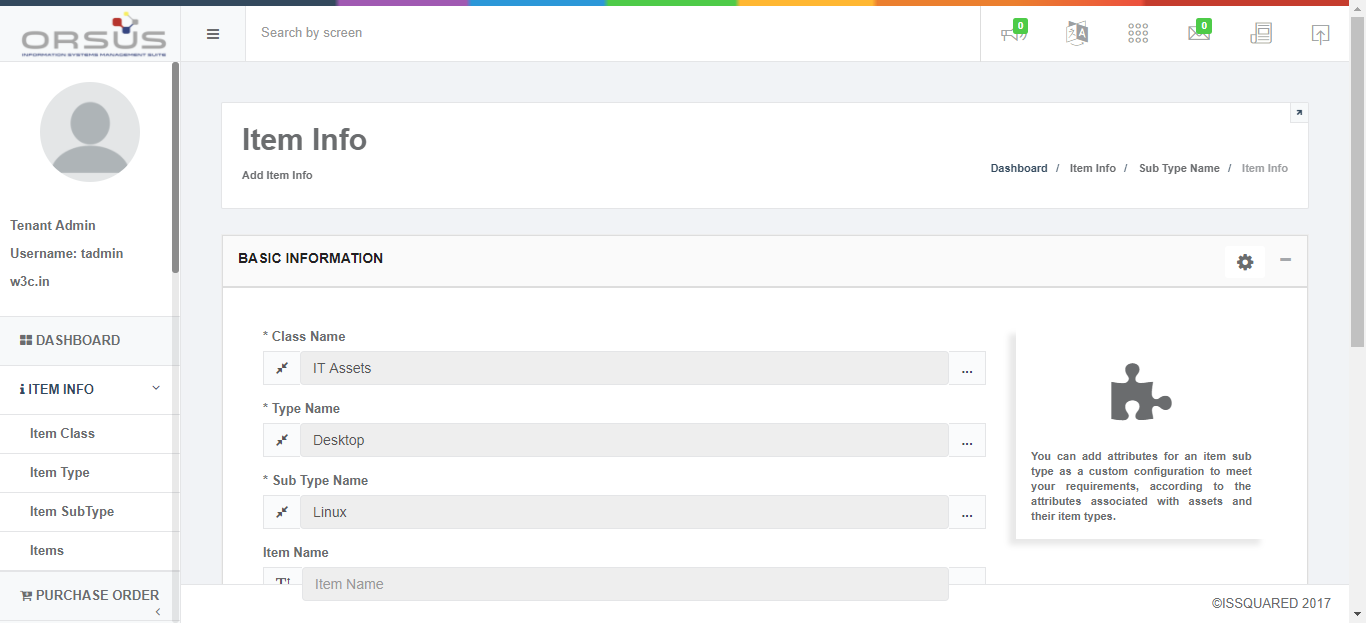 ORSUS
INFORMATION SYSTEMS MANAGEMENT SUITE
Search by screen
0
A
0
Tenant Admin
Username: tadmin
w3c.in
DASHBOARD
ITEM INFO
Item Class
Item Type
Item SubType
Items
PURCHASE ORDER
Item Info
Add Item Info
Dashboard / Item Info / Sub Type Name / Item Info
BASIC INFORMATION
* Class Name
IT Assets
...
* Type Name
Desktop
...
* Sub Type Name
Linux
...
Item Name
Item Name
You can add attributes for an item sub
type as a custom configuration to meet
your requirements, according to the
attributes associated with assets and
their item types.
©ISSQUARED 2017